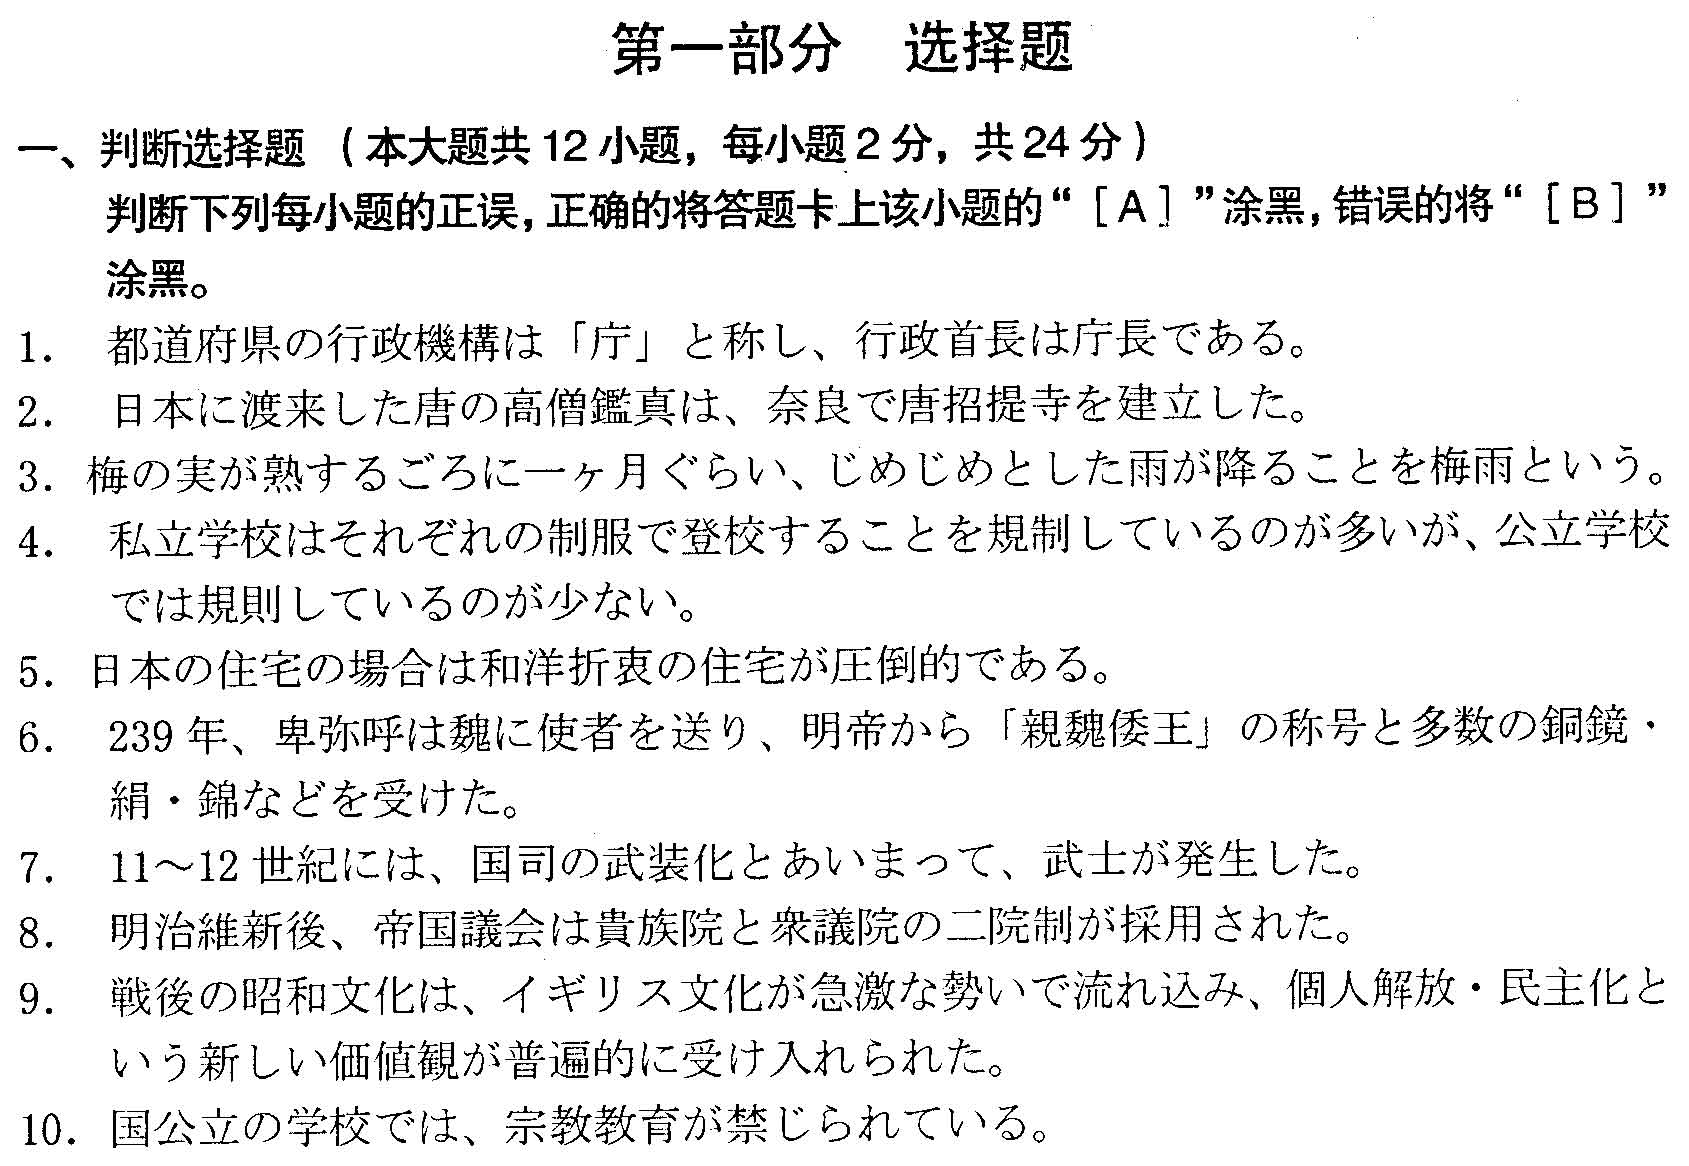 第一部分　选择题
一、判断选择题 （本大题共 12 小题，每小题 2 分，共 24 分）
判断下列每小题的正误，正确的将答题卡上该小题的“［A］”涂黑，错误的将“［B］”
涂黑。
1.　都道府県の行政機構は「庁」と称し、行政首長は庁長である。
2.　日本に渡来した唐の高僧鑑真は、奈良で唐招提寺を建立した。
3. 梅の実が熟するごろに一ヶ月ぐらい、じめじめとした雨が降ることを梅雨という。
4.　私立学校はそれぞれの制服で登校することを規制しているのが多いが、公立学校
では規則しているのが少ない。
5. 日本の住宅の場合は和洋折衷の住宅が圧倒的である。
6.　239 年、卑弥呼は魏に使者を送り、明帝から「親魏倭王」の称号と多数の銅鏡・
絹・錦などを受けた。
7.　11～12 世紀には、国司の武装化とあいまって、武士が発生した。
8.　明治維新後、帝国議会は貴族院と衆議院の二院制が採用された。
9.　戦後の昭和文化は、イギリス文化が急激な勢いで流れ込み、個人解放・民主化と
いう新しい価値観が普遍的に受け入れられた。
10.　国公立の学校では、宗教教育が禁じられている。